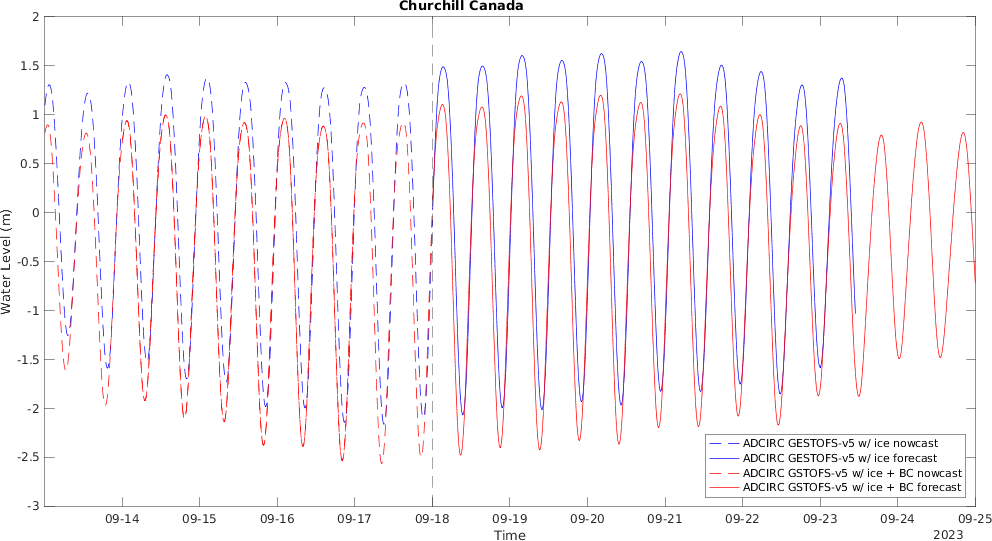 Churchill Canada
2
1.5
1
0.5
0
-0.5
-1
-1.5
-2
-2.5
-3
Water Level (m)
ADCIRC GESTOFS-v5 w/ ice nowcast
ADCIRC GESTOFS-v5 w/ ice forecast
ADCIRC GSTOFS-v5 w/ ice + BC nowcast
ADCIRC GSTOFS-v5 w/ ice + BC forecast
09-14 09-15 09-16 09-17 09-18 09-19 09-20 09-21 09-22 09-23 09-24 09-25
Time
2023